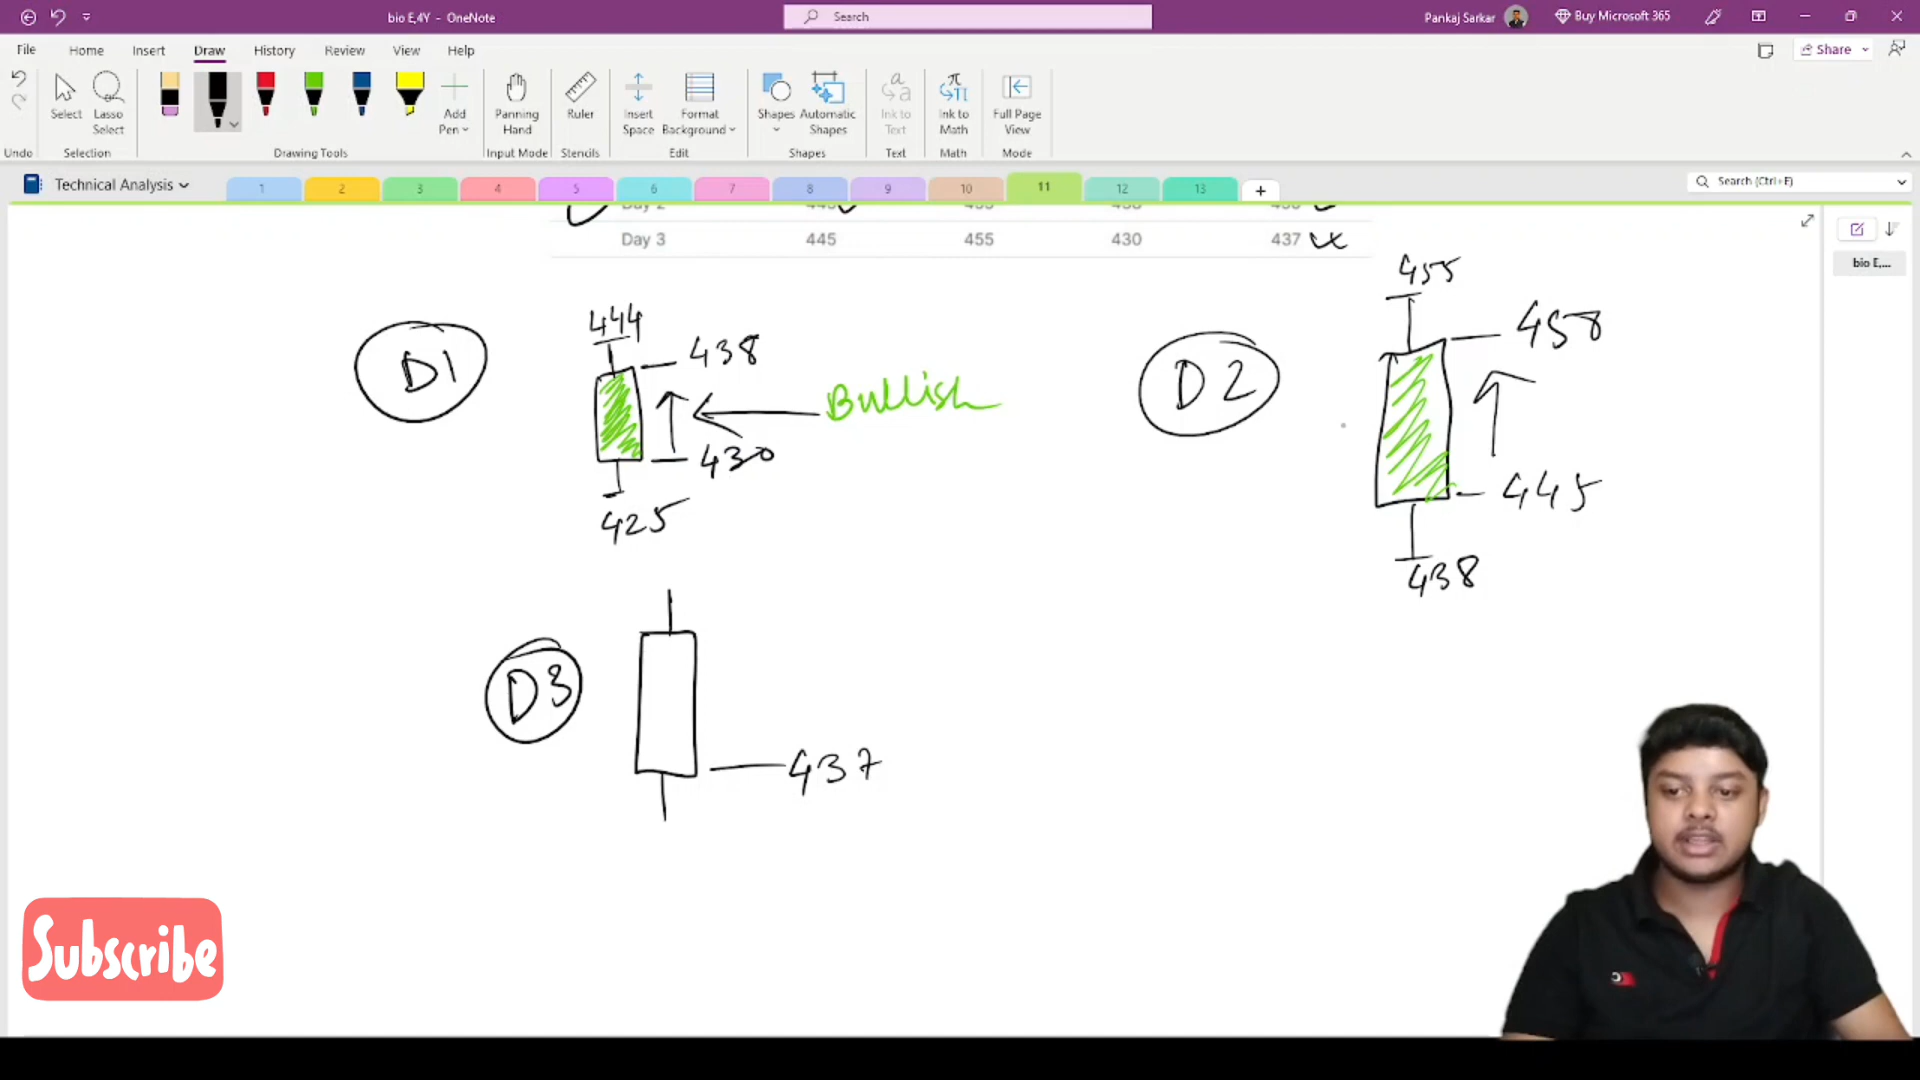 bio E,4Y - OneNote
Search
Pankaj Sarkar
Buy Microsoft 365
File Home Insert Draw History Review View Help
Share
Select
Lasso Select
Add Pen
Panning Hand
Ruler
Insert Space
Format Background
Shapes
Automatic Shapes
Ink to Text
Ink to Math
Full Page View
Undo
Selection
Drawing Tools
Input Mode
Stencils
Edit
Shapes
Text
Math
Mode
Technical Analysis
1 2 3 4 5 6 7 8 9 10 11 12 13
Search (Ctrl+E)
bio E,...
Day 2
Day 3 445 455 430 437
D1
444
438
430
425
Bullish
D2
455
458
445
438
D3
437
Subscribe